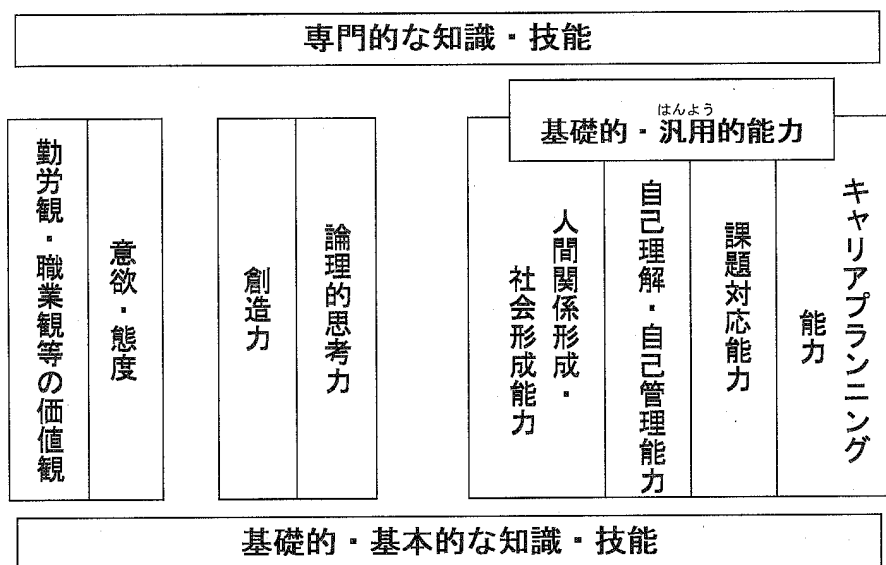 専門的な知識・技能
はんよう
基礎的・汎用的能力
勤労観・職業観等の価値観
意欲・態度
創造力
論理的思考力
人間関係形成・
社会形成能力
自己理解・自己管理能力
課題対応能力
キャリアプランニング
能力
基礎的・基本的な知識・技能